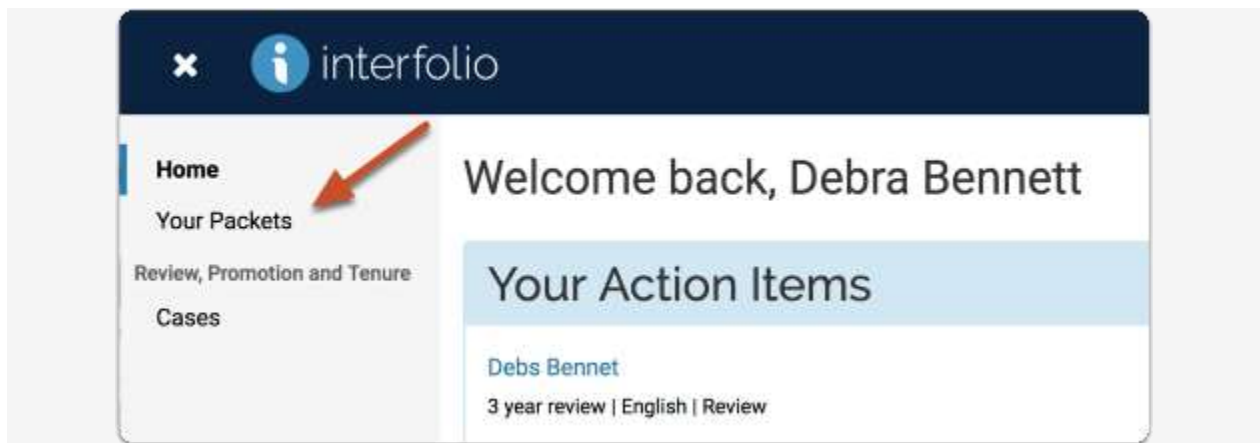 interfolio
Home
Your Packets
Review, Promotion and Tenure
Cases
Welcome back, Debra Bennett
Your Action Items
Debs Bennet
3 year review | English | Review